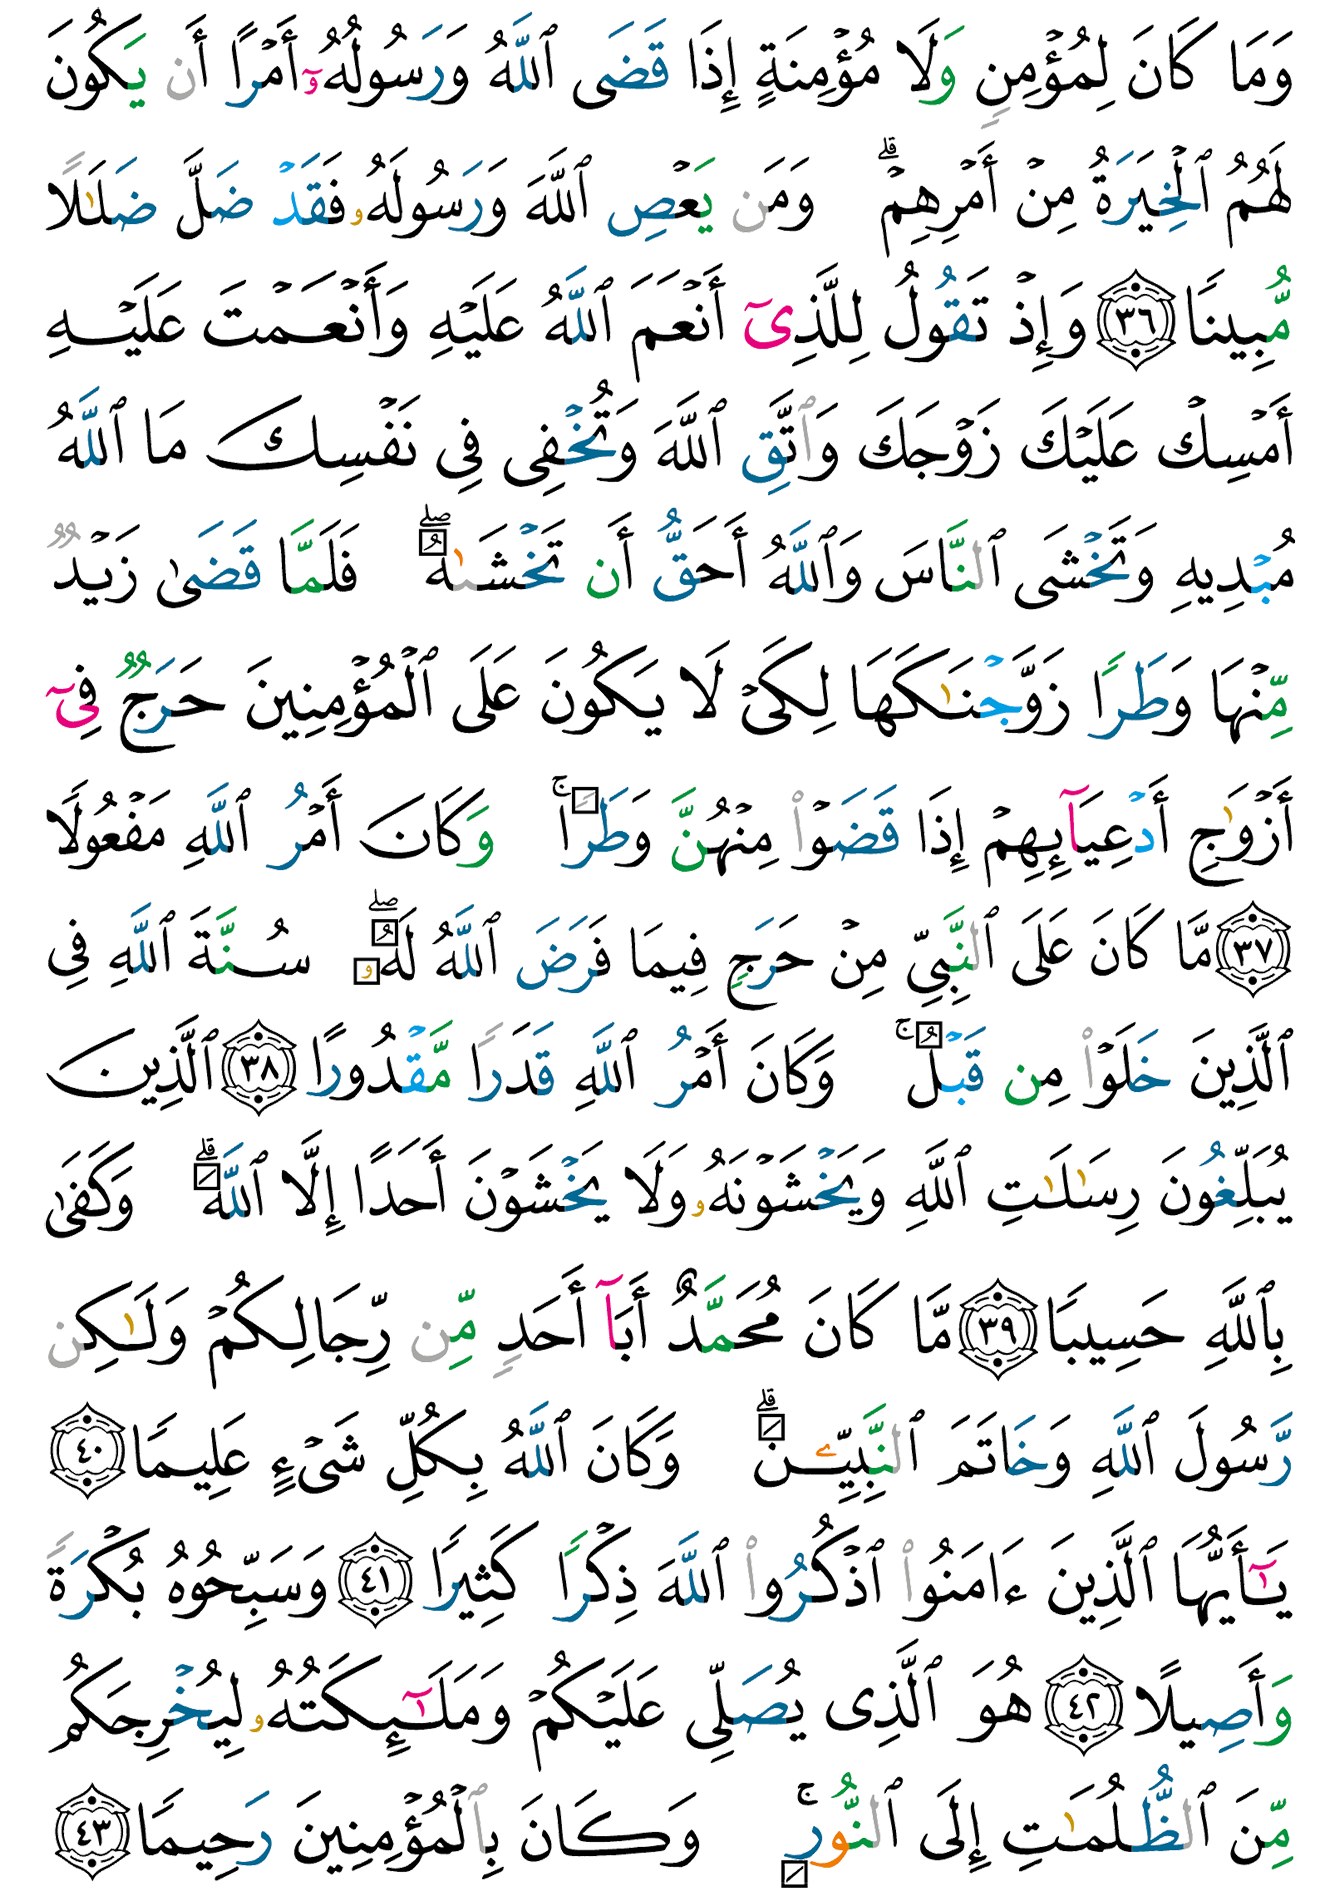 وَمَا كَانَ لِمُؤۡمِنٖ وَلَا مُؤۡمِنَةٍ إِذَا قَضَى ٱللَّهُ وَرَسُولُهُۥٓ أَمۡرًا أَن يَكُونَ
لَهُمُ ٱلۡخِيَرَةُ مِنۡ أَمۡرِهِمۡۗ وَمَن يَعۡصِ ٱللَّهَ وَرَسُولَهُۥ فَقَدۡ ضَلَّ ضَلَٰلٗا
مُّبِينٗا ٣٦ وَإِذۡ تَقُولُ لِلَّذِيٓ أَنۡعَمَ ٱللَّهُ عَلَيۡهِ وَأَنۡعَمۡتَ عَلَيۡهِ
أَمۡسِكۡ عَلَيۡكَ زَوۡجَكَ وَٱتَّقِ ٱللَّهَ وَتُخۡفِي فِي نَفۡسِكَ مَا ٱللَّهُ
مُبۡدِيهِ وَتَخۡشَى ٱلنَّاسَ وَٱللَّهُ أَحَقُّ أَن تَخۡشَىٰهُۖ فَلَمَّا قَضَىٰ زَيۡدٞ
مِّنۡهَا وَطَرٗا زَوَّجۡنَٰكَهَا لِكَيۡ لَا يَكُونَ عَلَى ٱلۡمُؤۡمِنِينَ حَرَجٞ فِيٓ
أَزۡوَٰجِ أَدۡعِيَآئِهِمۡ إِذَا قَضَوۡاْ مِنۡهُنَّ وَطَرٗاۚ وَكَانَ أَمۡرُ ٱللَّهِ مَفۡعُولٗا
٣٧ مَّا كَانَ عَلَى ٱلنَّبِيِّ مِنۡ حَرَجٖ فِيمَا فَرَضَ ٱللَّهُ لَهُۥۖ سُنَّةَ ٱللَّهِ فِي
ٱلَّذِينَ خَلَوۡاْ مِن قَبۡلُۚ وَكَانَ أَمۡرُ ٱللَّهِ قَدَرٗا مَّقۡدُورًا ٣٨ ٱلَّذِينَ
يُبَلِّغُونَ رِسَٰلَٰتِ ٱللَّهِ وَيَخۡشَوۡنَهُۥ وَلَا يَخۡشَوۡنَ أَحَدًا إِلَّا ٱللَّهَۗ وَكَفَىٰ
بِٱللَّهِ حَسِيبٗا ٣٩ مَّا كَانَ مُحَمَّدٌ أَبَآ أَحَدٖ مِّن رِّجَالِكُمۡ وَلَٰكِن
رَّسُولَ ٱللَّهِ وَخَاتَمَ ٱلنَّبِيِّـۧنَۗ وَكَانَ ٱللَّهُ بِكُلِّ شَيۡءٍ عَلِيمٗا ٤٠
يَٰٓأَيُّهَا ٱلَّذِينَ ءَامَنُواْ ٱذۡكُرُواْ ٱللَّهَ ذِكۡرٗا كَثِيرٗا ٤١ وَسَبِّحُوهُ بُكۡرَةٗ
وَأَصِيلًا ٤٢ هُوَ ٱلَّذِي يُصَلِّي عَلَيۡكُمۡ وَمَلَٰٓئِكَتُهُۥ لِيُخۡرِجَكُم
مِّنَ ٱلظُّلُمَٰتِ إِلَى ٱلنُّورِۚ وَكَانَ بِٱلۡمُؤۡمِنِينَ رَحِيمٗا ٤٣